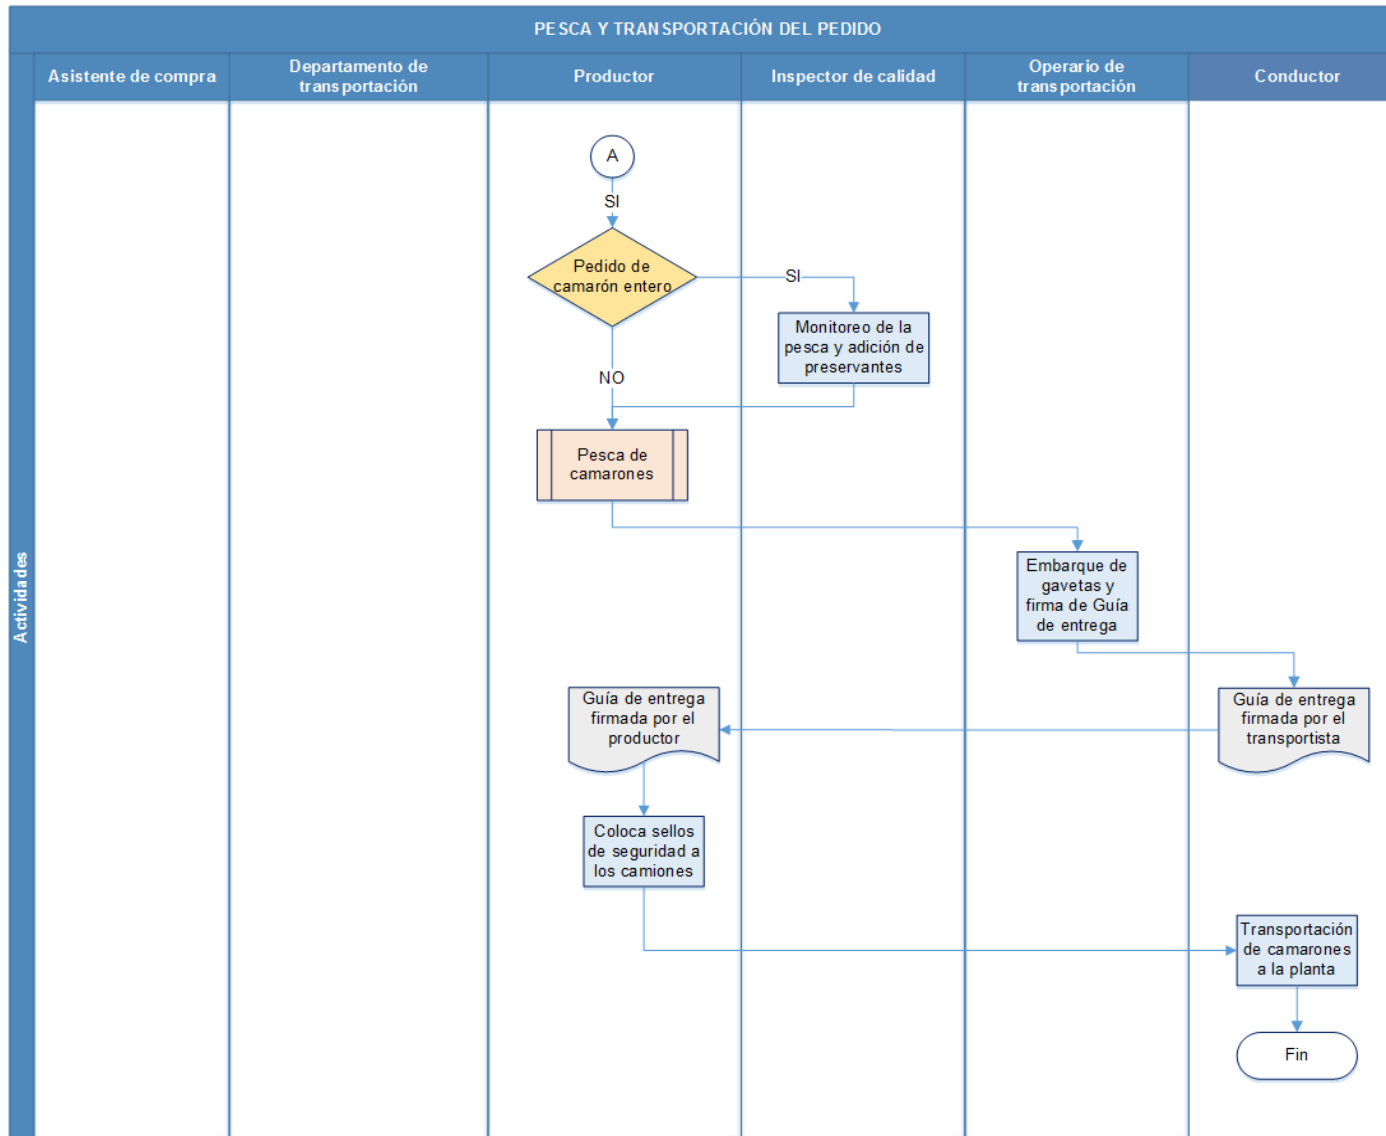 PESCA Y TRANSPORTACIÓN DEL PEDIDO
Actividades
Asistente de compra
Departamento de
transportación
Productor
Inspector de calidad
Operario de
transportación
Conductor
A
SI
Pedido de
camarón entero
SI
Monitoreo de la
pesca y adición de
preservantes
NO
Pesca de
camarones
Embarque de
gavetas y
firma de Guía
de entrega
Guía de entrega
firmada por el
transportista
Guía de entrega
firmada por el
productor
Coloca sellos
de seguridad a
los camiones
Transportación
de camarones
a la planta
Fin